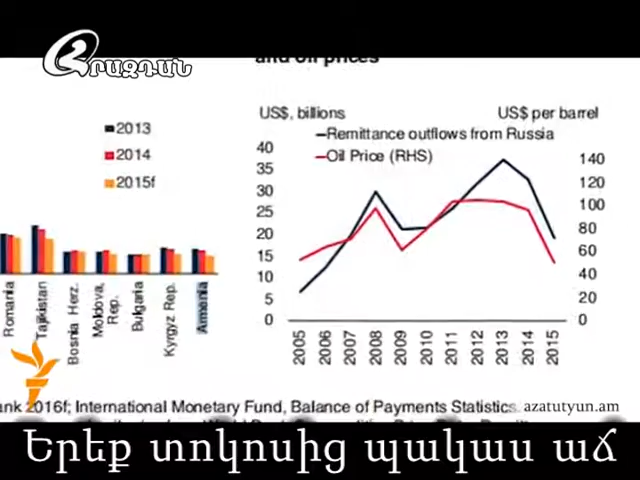 Հրազդան
and oil prices
2013
2014
2015f
Romania
Tajikistan
Bosnia Herz.
Moldova, Rep.
Bulgaria
Kyrgyz Rep.
Armenia
US$, billions
US$ per barrel
Remittance outflows from Russia
Oil Price (RHS)
40
35
30
25
20
15
10
5
0
140
120
100
80
60
40
20
0
2005
2006
2007
2008
2009
2010
2011
2012
2013
2014
2015
2016f; International Monetary Fund, Balance of Payments Statistics.
azatutyun.am
Երեք տոկոսից պակաս աճ